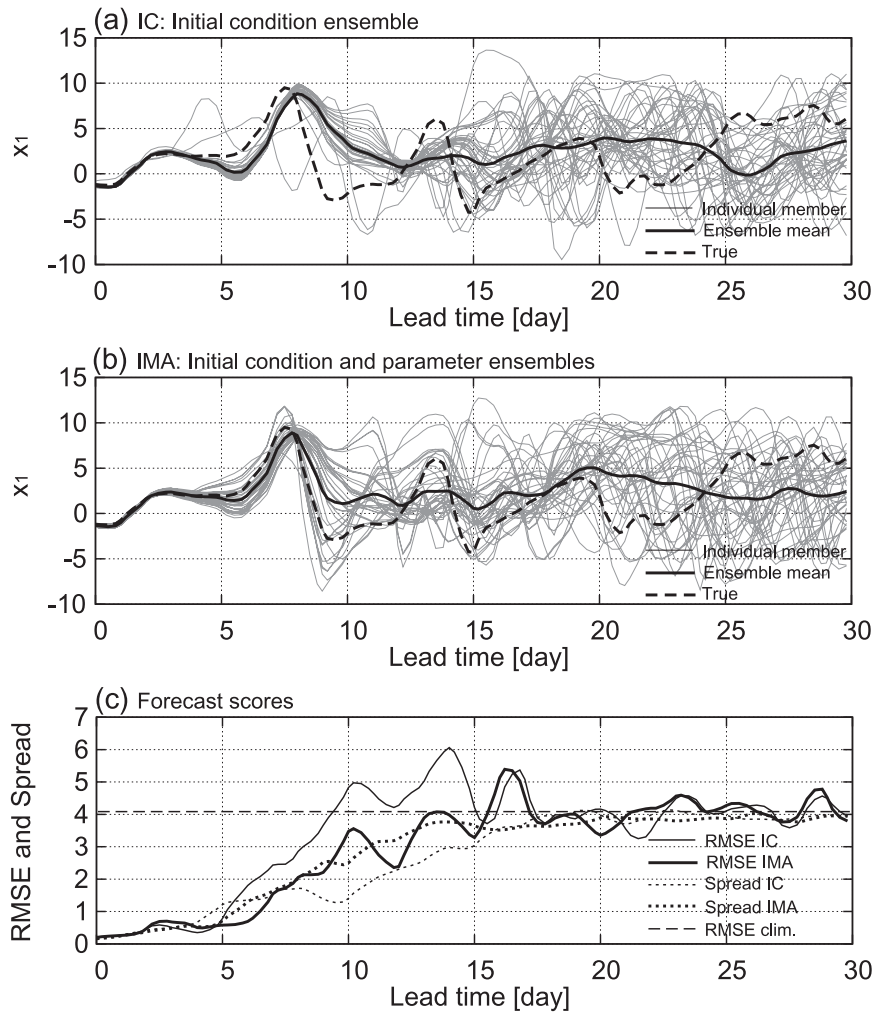 (a) IC: Initial condition ensemble
15
10
5
0
-5
-10
x1
Individual member
Ensemble mean
True
0 5 10 15 20 25 30
Lead time [day]
(b) IMA: Initial condition and parameter ensembles
15
10
5
0
-5
-10
x1
Individual member
Ensemble mean
True
0 5 10 15 20 25 30
Lead time [day]
(c) Forecast scores
7
6
5
4
3
2
1
0
RMSE and Spread
RMSE IC
RMSE IMA
Spread IC
Spread IMA
RMSE clim.
0 5 10 15 20 25 30
Lead time [day]